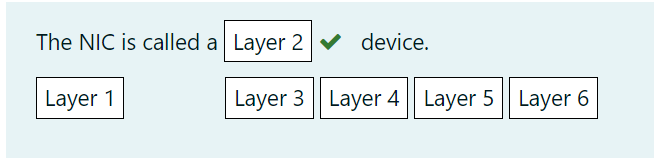 The NIC is called a Layer 2 device.
Layer 1 Layer 3 Layer 4 Layer 5 Layer 6